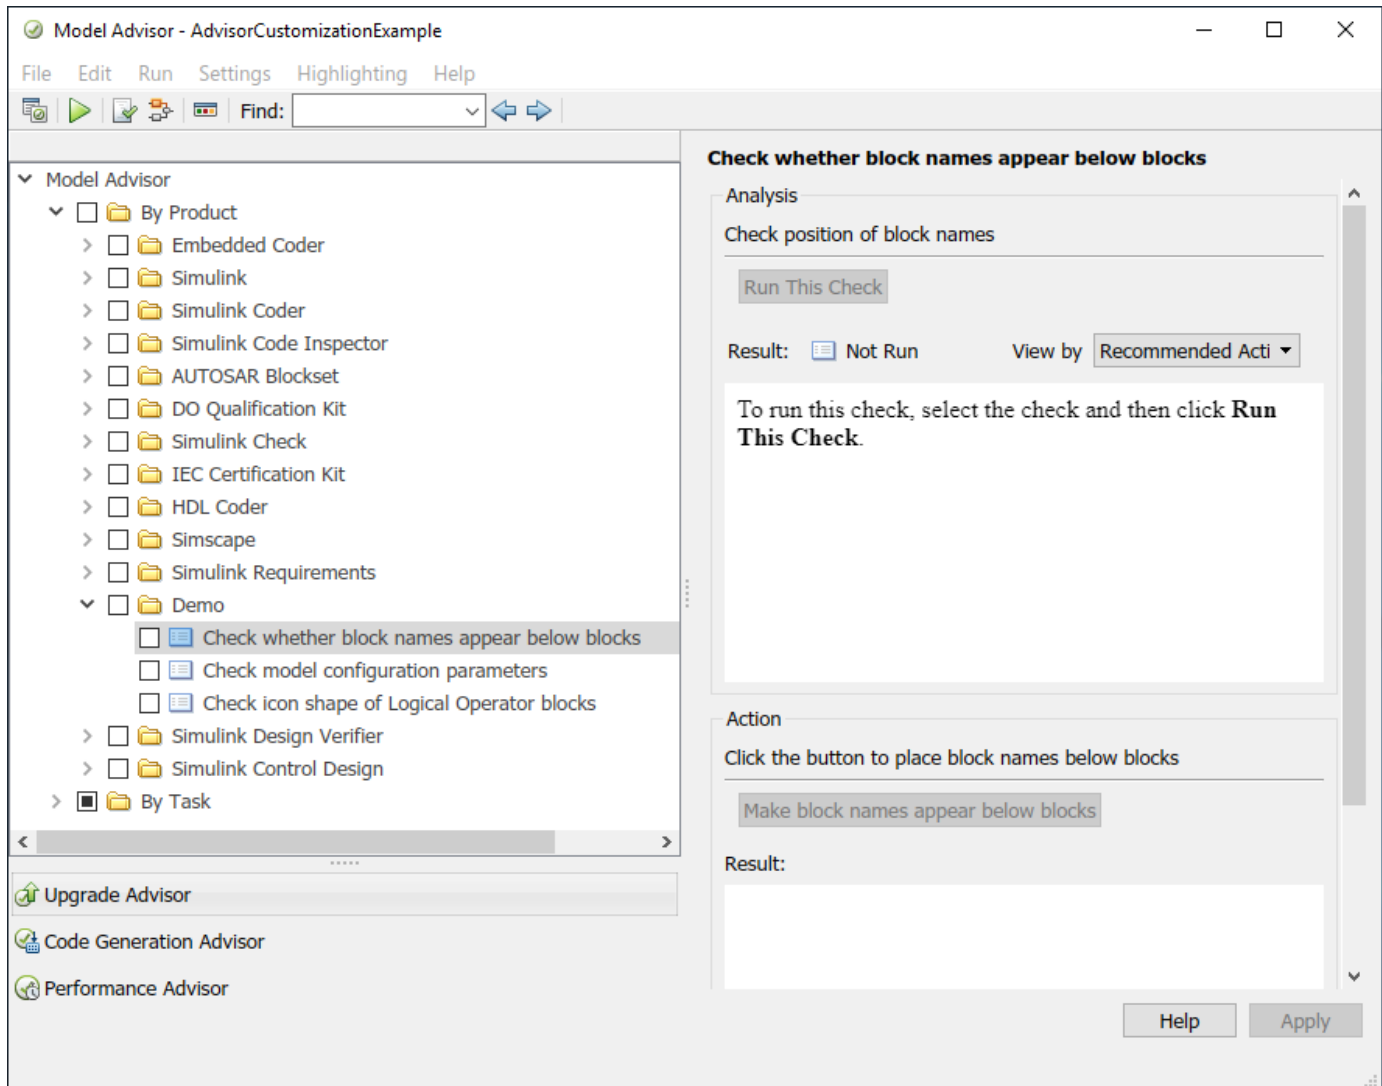 Model Advisor - AdvisorCustomizationExample
File Edit Run Settings Highlighting Help
Find:
Model Advisor
By Product
Embedded Coder
Simulink
Simulink Coder
Simulink Code Inspector
AUTOSAR Blockset
DO Qualification Kit
Simulink Check
IEC Certification Kit
HDL Coder
Simscape
Simulink Requirements
Demo
Check whether block names appear below blocks
Check model configuration parameters
Check icon shape of Logical Operator blocks
Simulink Design Verifier
Simulink Control Design
By Task
Upgrade Advisor
Code Generation Advisor
Performance Advisor
Check whether block names appear below blocks
Analysis
Check position of block names
Run This Check
Result: Not Run View by Recommended Acti
To run this check, select the check and then click Run
This Check.
Action
Click the button to place block names below blocks
Make block names appear below blocks
Result:
Help Apply